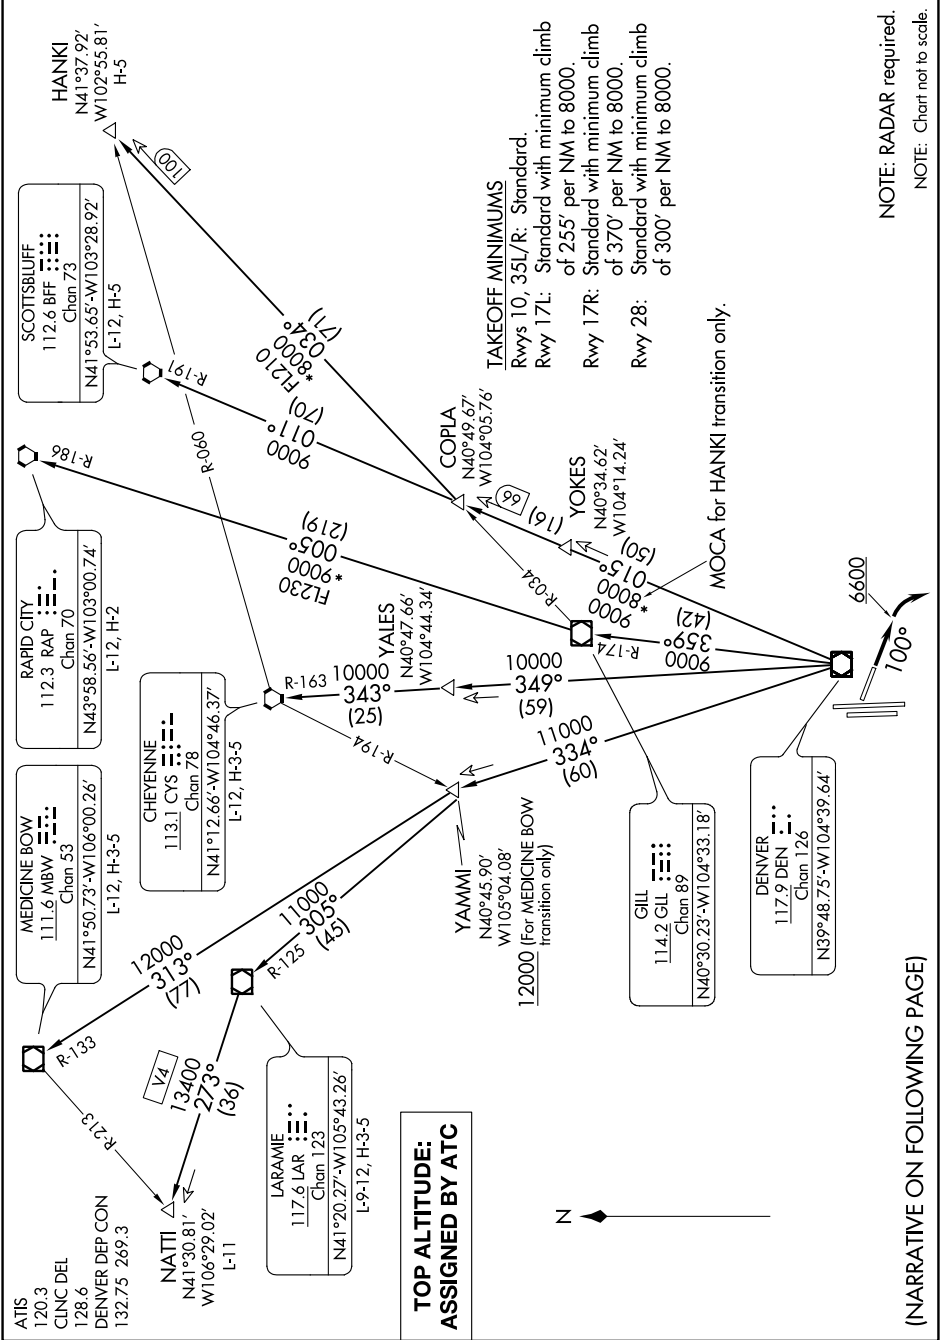 ATIS
120.3
CLNC DEL
128.6
DENVER DEP CON
132.75 269.3
NATTI
N41°30.81'
W106°29.02'
L-11
R-213
V4
13400
273°
(36)
MEDICINE BOW
111.6 MBW
Chan 53
N41°50.73'-W106°00.26'
L-12, H-3-5
R-133
12000
313°
(77)
LARAMIE
117.6 LAR
Chan 123
N41°20.27'-W105°43.26'
L-9-12, H-3-5
R-125
11000
305°
(45)
RAPID CITY
112.3 RAP
Chan 70
N43°58.56'-W103°00.74'
L-12, H-2
R-186
CHEYENNE
113.1 CYS
Chan 78
N41°12.66'-W104°46.37'
L-12, H-3-5
R-163
R-194
R-060
SCOTTSBLUFF
112.6 BFF
Chan 73
N41°53.65'-W103°28.92'
L-12, H-5
R-191
HANKI
N41°37.92'
W102°55.81'
H-5
100
FL210
*8000
034°
(71)
9000
011°
(70)
FL230
*9000
005°
(219)
10000
343°
(25)
YALES
N40°47.66'
W104°44.34'
10000
349°
(59)
YAMMI
N40°45.90'
W105°04.08'
12000 (For MEDICINE BOW
transition only)
11000
334°
(60)
COPLA
N40°49.67'
W104°05.76'
66
(16)
R-034
YOKES
N40°34.62'
W104°14.24'
9000
*8000
015°
(50)
MOCA for HANKI transition only.
R-174
9000
359°
(42)
GILL
114.2 GLL
Chan 89
N40°30.23'-W104°33.18'
DENVER
117.9 DEN
Chan 126
N39°48.75'-W104°39.64'
6600
100°
TAKEOFF MINIMUMS
Rwys 10, 35L/R: Standard.
Rwy 17L: Standard with minimum climb
of 255' per NM to 8000.
Rwy 17R: Standard with minimum climb
of 370' per NM to 8000.
Rwy 28: Standard with minimum climb
of 300' per NM to 8000.
TOP ALTITUDE:
ASSIGNED BY ATC
N
NOTE: RADAR required.
NOTE: Chart not to scale.
(NARRATIVE ON FOLLOWING PAGE)